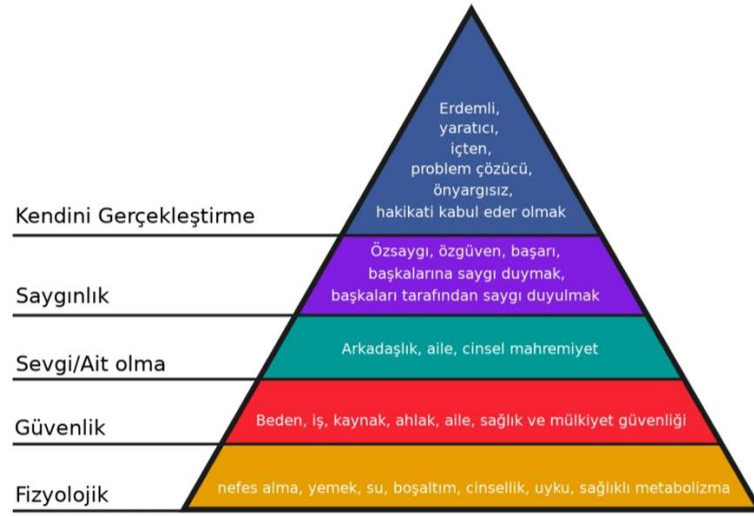 Erdemli,
yaratıcı,
içten,
problem çözücü,
önyargısız,
hakikati kabul eder olmak
Kendini Gerçekleştirme
Özsaygı, özgüven, başarı,
başkalarına saygı duymak,
başkaları tarafından saygı duyulmak
Saygınlık
Arkadaşlık, aile, cinsel mahremiyet
Sevgi/Ait olma
Beden, iş, kaynak, ahlak, aile, sağlık ve mülkiyet güvenliği
Güvenlik
nefes alma, yemek, su, boşaltım, cinsellik, uyku, sağlıklı metabolizma
Fizyolojik